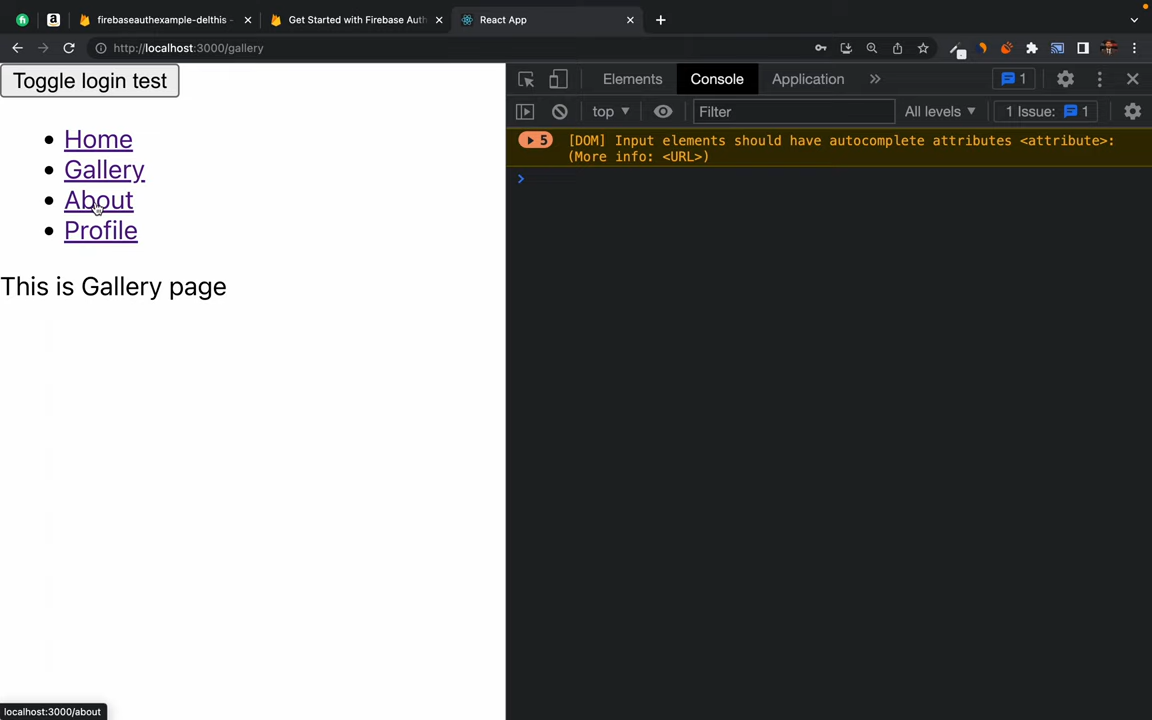 firebaseauthexample-delthis -
Get Started with Firebase Auth
React App
http://localhost:3000/gallery
Toggle login test
Home
Gallery
About
Profile
This is Gallery page
localhost:3000/about
Elements
Console
Application
1
top
Filter
All levels
1 Issue:
1
5
[DOM] Input elements should have autocomplete attributes <attribute>:
(More info: <URL>)